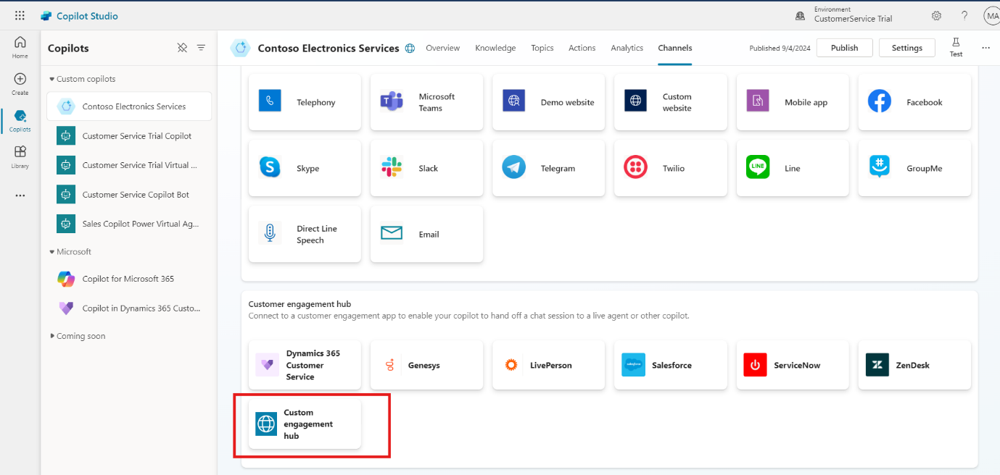 Copilot Studio
Environment
CustomerService Trial
?
MA
Home
Create
Copilots
Library
...
Copilots
Custom copilots
Contoso Electronics Services
Customer Service Trial Copilot
Customer Service Trial Virtual ...
Customer Service Copilot Bot
Sales Copilot Power Virtual Ag...
Microsoft
Copilot for Microsoft 365
Copilot in Dynamics 365 Custo...
Coming soon
Contoso Electronics Services
Overview
Knowledge
Topics
Actions
Analytics
Channels
Published 9/4/2024
Publish
Settings
Test
...
Telephony
Microsoft
Teams
Demo website
Custom
website
Mobile app
Facebook
Skype
Slack
Telegram
Twilio
LINE
Line
GroupMe
Direct Line
Speech
Email
Customer engagement hub
Connect to a customer engagement app to enable your copilot to hand off a chat session to a live agent or other copilot.
Dynamics 365
Customer
Service
Genesys
LivePerson
salesforce
Salesforce
ServiceNow
ZenDesk
Custom
engagement
hub